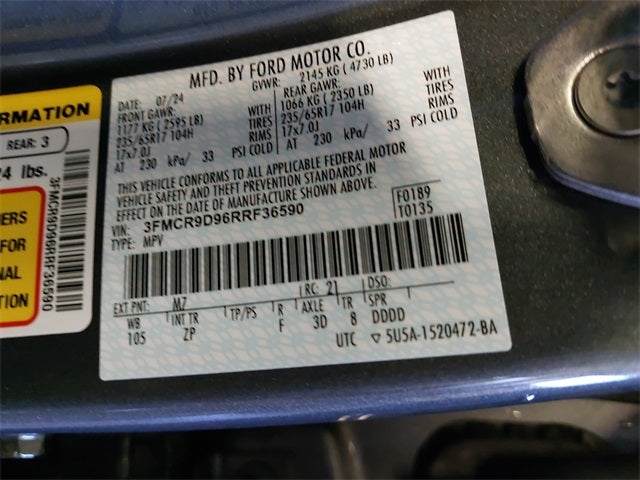 ORMATION
REAR: 3
4 lbs.
ERS
FOR
NAL
TION
3FMCR9D96RRF36590
MFD. BY FORD MOTOR CO.
DATE: 07/24 GVWR: 2145 KG ( 4730 LB)
FRONT GAWR: REAR GAWR:
1177 KG ( 2595 LB) WITH 1066 KG ( 2350 LB) WITH
235/65R17 104H TIRES 235/65R17 104H TIRES
17x7.0J RIMS 17x7.0J RIMS
AT 230 kPa/ 33 PSI COLD AT 230 kPa/ 33 PSI COLD
THIS VEHICLE CONFORMS TO ALL APPLICABLE FEDERAL MOTOR
VEHICLE SAFETY AND THEFT PREVENTION STANDARDS IN
EFFECT ON THE DATE OF MANUFACTURE SHOWN ABOVE.
VIN: 3FMCR9D96RRF36590 F0189
TYPE: MPV T0135
EXT PNT: M7 RC: 21 DSO:
WB INT TR TP/PS R AXLE TR SPR
105 ZP F 3D 8 DDDD
UTC ▽ 5U5A-1520472-BA